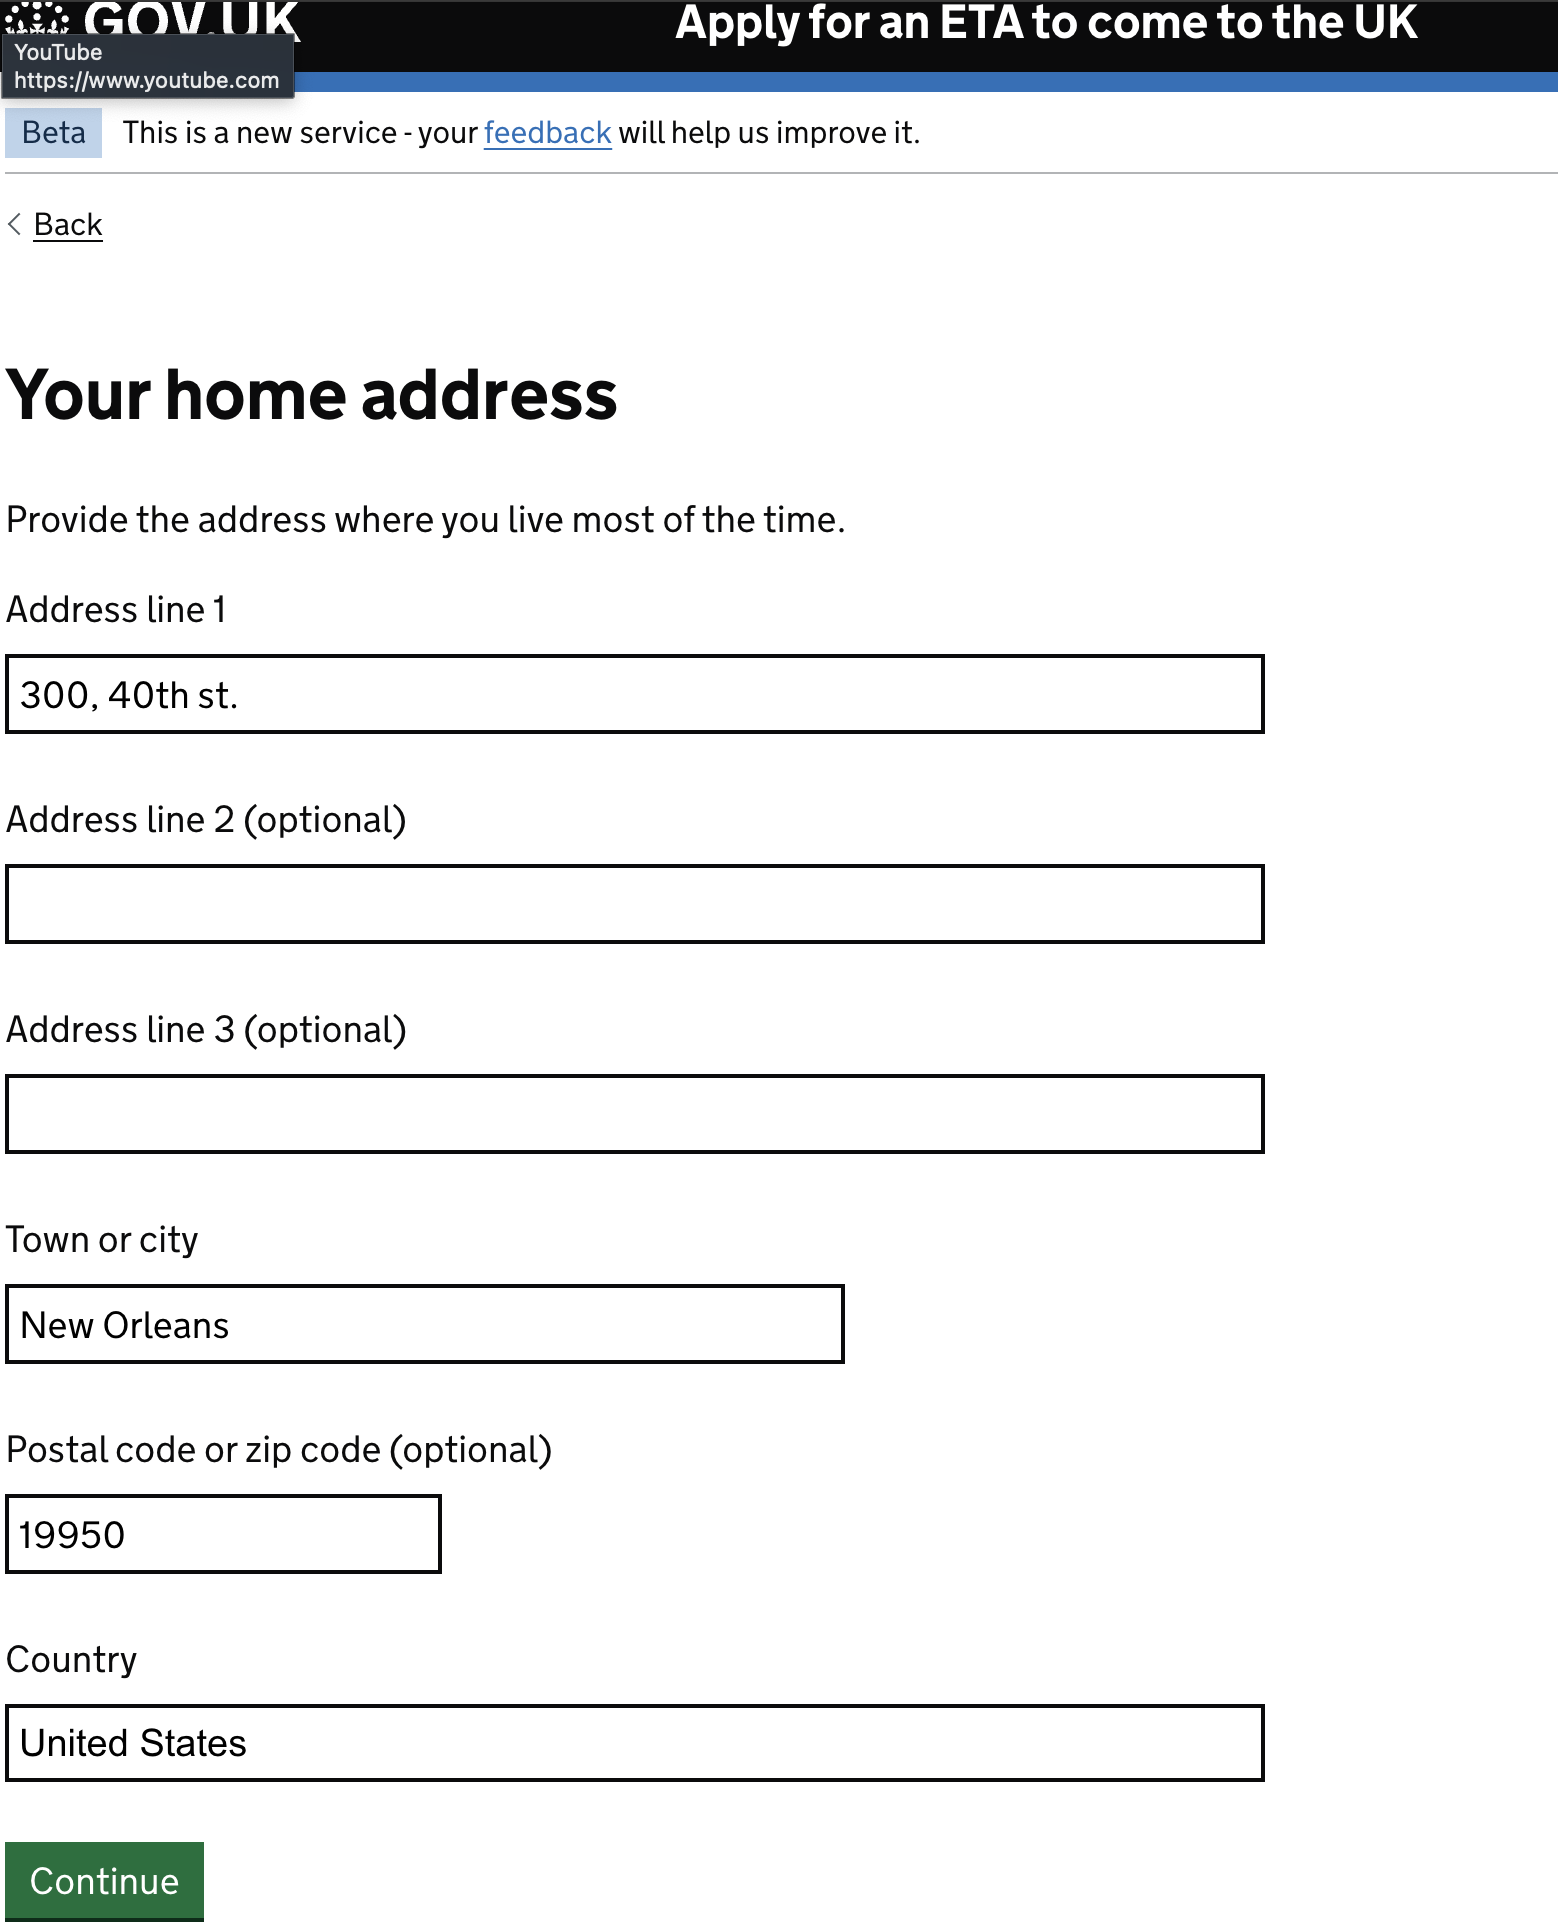 GOV.UK
Apply for an ETA to come to the UK
YouTube
https://www.youtube.com
Beta
This is a new service - your feedback will help us improve it.
Back
Your home address
Provide the address where you live most of the time.
Address line 1
300, 40th st.
Address line 2 (optional)
Address line 3 (optional)
Town or city
New Orleans
Postal code or zip code (optional)
19950
Country
United States
Continue